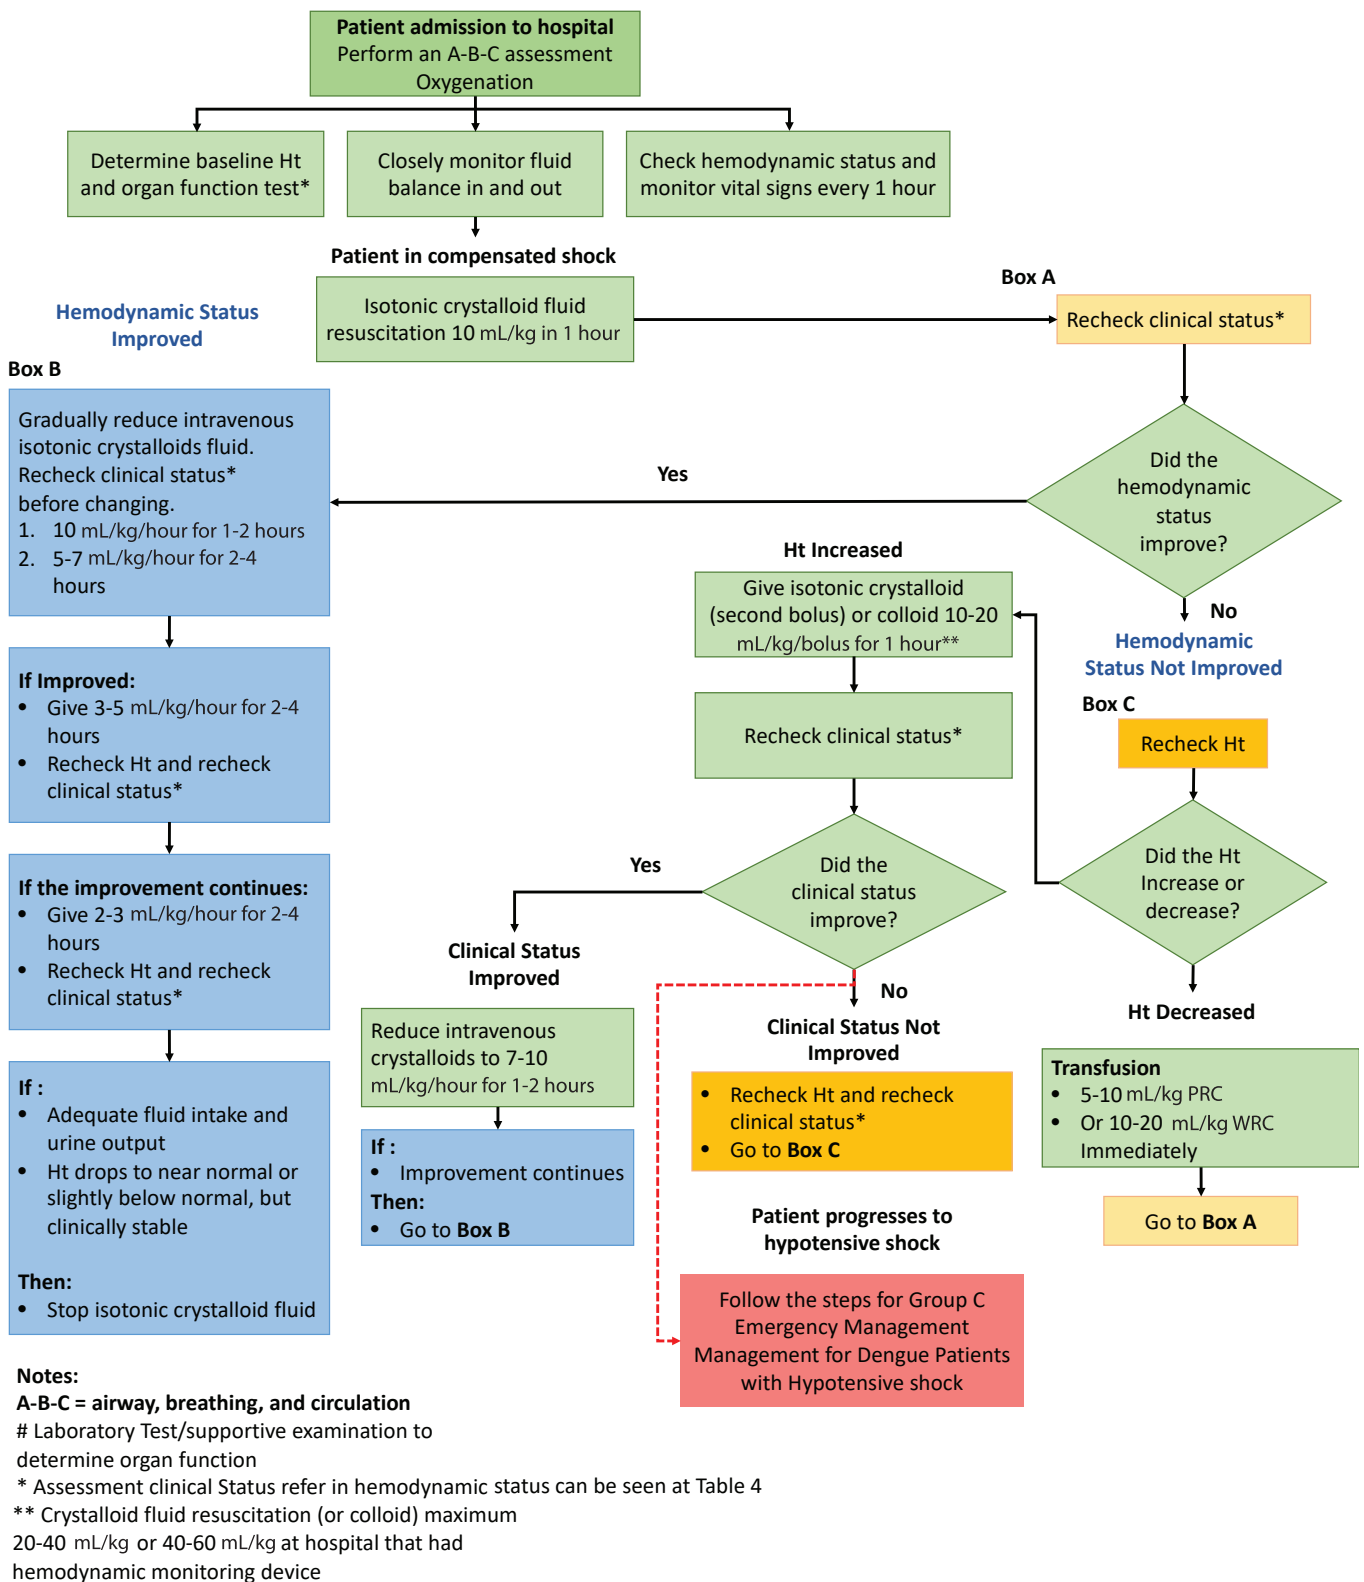 Patient admission to hospital
Perform an A-B-C assessment
Oxygenation
Determine baseline Ht
and organ function test*
Closely monitor fluid
balance in and out
Check hemodynamic status and
monitor vital signs every 1 hour
Patient in compensated shock
Isotonic crystalloid fluid
resuscitation 10 mL/kg in 1 hour
Box A
Recheck clinical status*
Did the
hemodynamic
status
improve?
Yes
No
Hemodynamic Status
Improved
Box B
Gradually reduce intravenous
isotonic crystalloids fluid.
Recheck clinical status*
before changing.
1. 10 mL/kg/hour for 1-2 hours
2. 5-7 mL/kg/hour for 2-4
hours
If Improved:
• Give 3-5 mL/kg/hour for 2-4
hours
• Recheck Ht and recheck
clinical status*
If the improvement continues:
• Give 2-3 mL/kg/hour for 2-4
hours
• Recheck Ht and recheck
clinical status*
If :
• Adequate fluid intake and
urine output
• Ht drops to near normal or
slightly below normal, but
clinically stable
Then:
• Stop isotonic crystalloid fluid
Hemodynamic
Status Not Improved
Box C
Recheck Ht
Did the Ht
Increase or
decrease?
Ht Increased
Give isotonic crystalloid
(second bolus) or colloid 10-20
mL/kg/bolus for 1 hour**
Recheck clinical status*
Did the
clinical status
improve?
Yes
Clinical Status
Improved
Reduce intravenous
crystalloids to 7-10
mL/kg/hour for 1-2 hours
If :
• Improvement continues
Then:
• Go to Box B
No
Clinical Status Not
Improved
• Recheck Ht and recheck
clinical status*
• Go to Box C
Patient progresses to
hypotensive shock
Follow the steps for Group C
Emergency Management
Management for Dengue Patients
with Hypotensive shock
Ht Decreased
Transfusion
• 5-10 mL/kg PRC
• Or 10-20 mL/kg WRC
Immediately
Go to Box A
Notes:
A-B-C = airway, breathing, and circulation
# Laboratory Test/supportive examination to
determine organ function
* Assessment clinical Status refer in hemodynamic status can be seen at Table 4
** Crystalloid fluid resuscitation (or colloid) maximum
20-40 mL/kg or 40-60 mL/kg at hospital that had
hemodynamic monitoring device